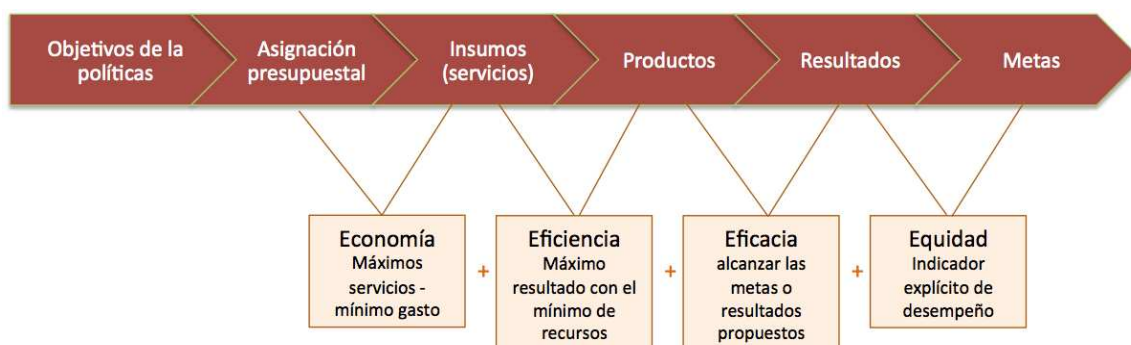 Objetivos de la
políticas
Asignación
presupuestal
Insumos
(servicios)
Productos
Resultados
Metas
Economía
Máximos
servicios -
mínimo gasto
+
Eficiencia
Máximo
resultado con el
mínimo de
recursos
+
Eficacia
alcanzar las
metas o
resultados
propuestos
+
Equidad
Indicador
explícito de
desempeño